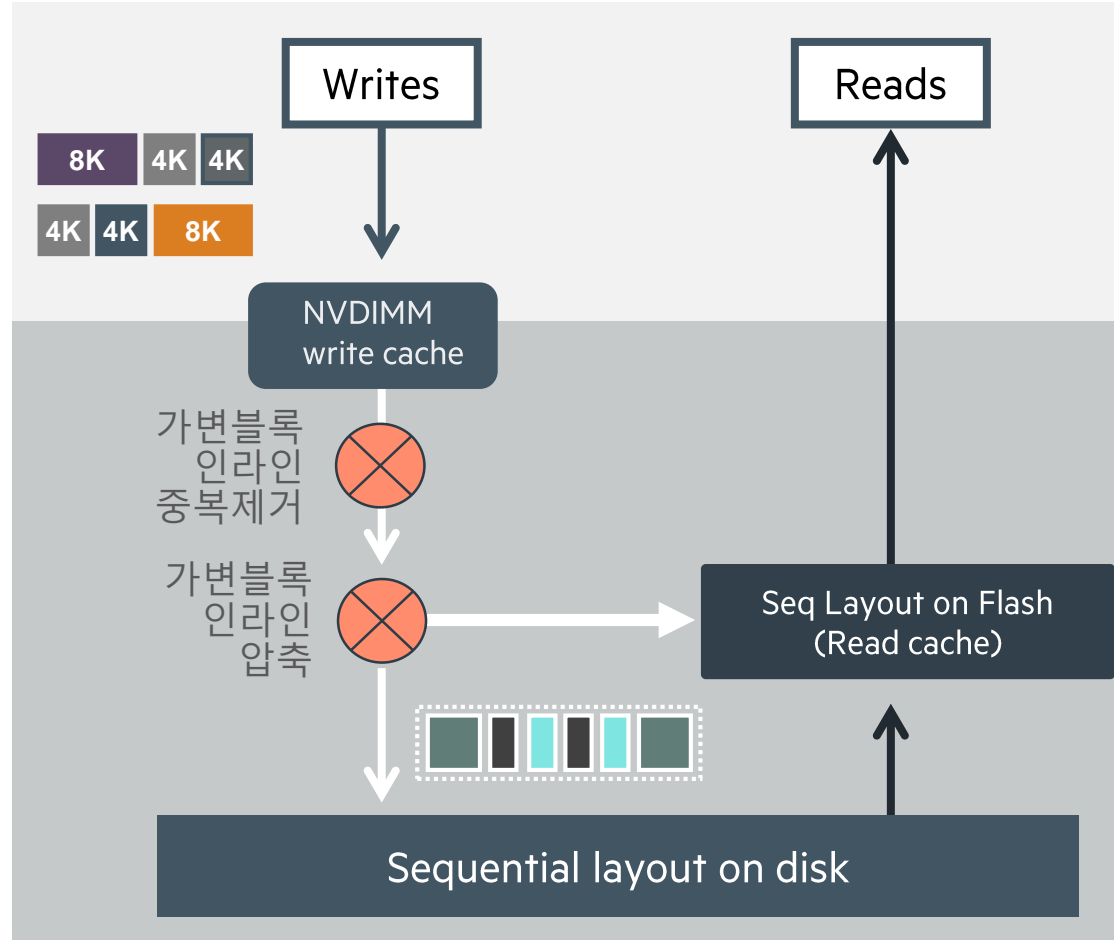 Writes
Reads
8K 4K 4K
4K 4K 8K
NVDIMM
write cache
가변블록
인라인
중복제거
가변블록
인라인
압축
Seq Layout on Flash
(Read cache)
Sequential layout on disk